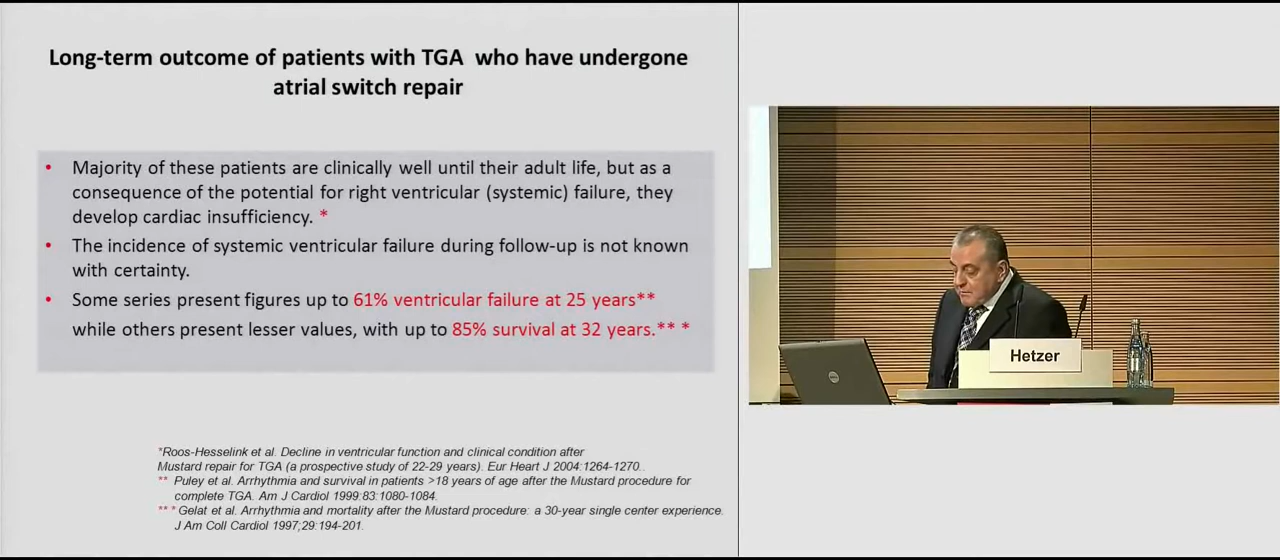 Long-term outcome of patients with TGA who have undergone
atrial switch repair
• Majority of these patients are clinically well until their adult life, but as a
consequence of the potential for right ventricular (systemic) failure, they
develop cardiac insufficiency. *
• The incidence of systemic ventricular failure during follow-up is not known
with certainty.
• Some series present figures up to 61% ventricular failure at 25 years**
while others present lesser values, with up to 85% survival at 32 years.** *
*Roos-Hesselink et al. Decline in ventricular function and clinical condition after
Mustard repair for TGA (a prospective study of 22-29 years). Eur Heart J 2004:1264-1270..
** Puley et al. Arrhythmia and survival in patients >18 years of age after the Mustard procedure for
complete TGA. Am J Cardiol 1999:83:1080-1084.
** * Gelat et al. Arrhythmia and mortality after the Mustard procedure: a 30-year single center experience.
J Am Coll Cardiol 1997;29:194-201.
Hetzer
DELL